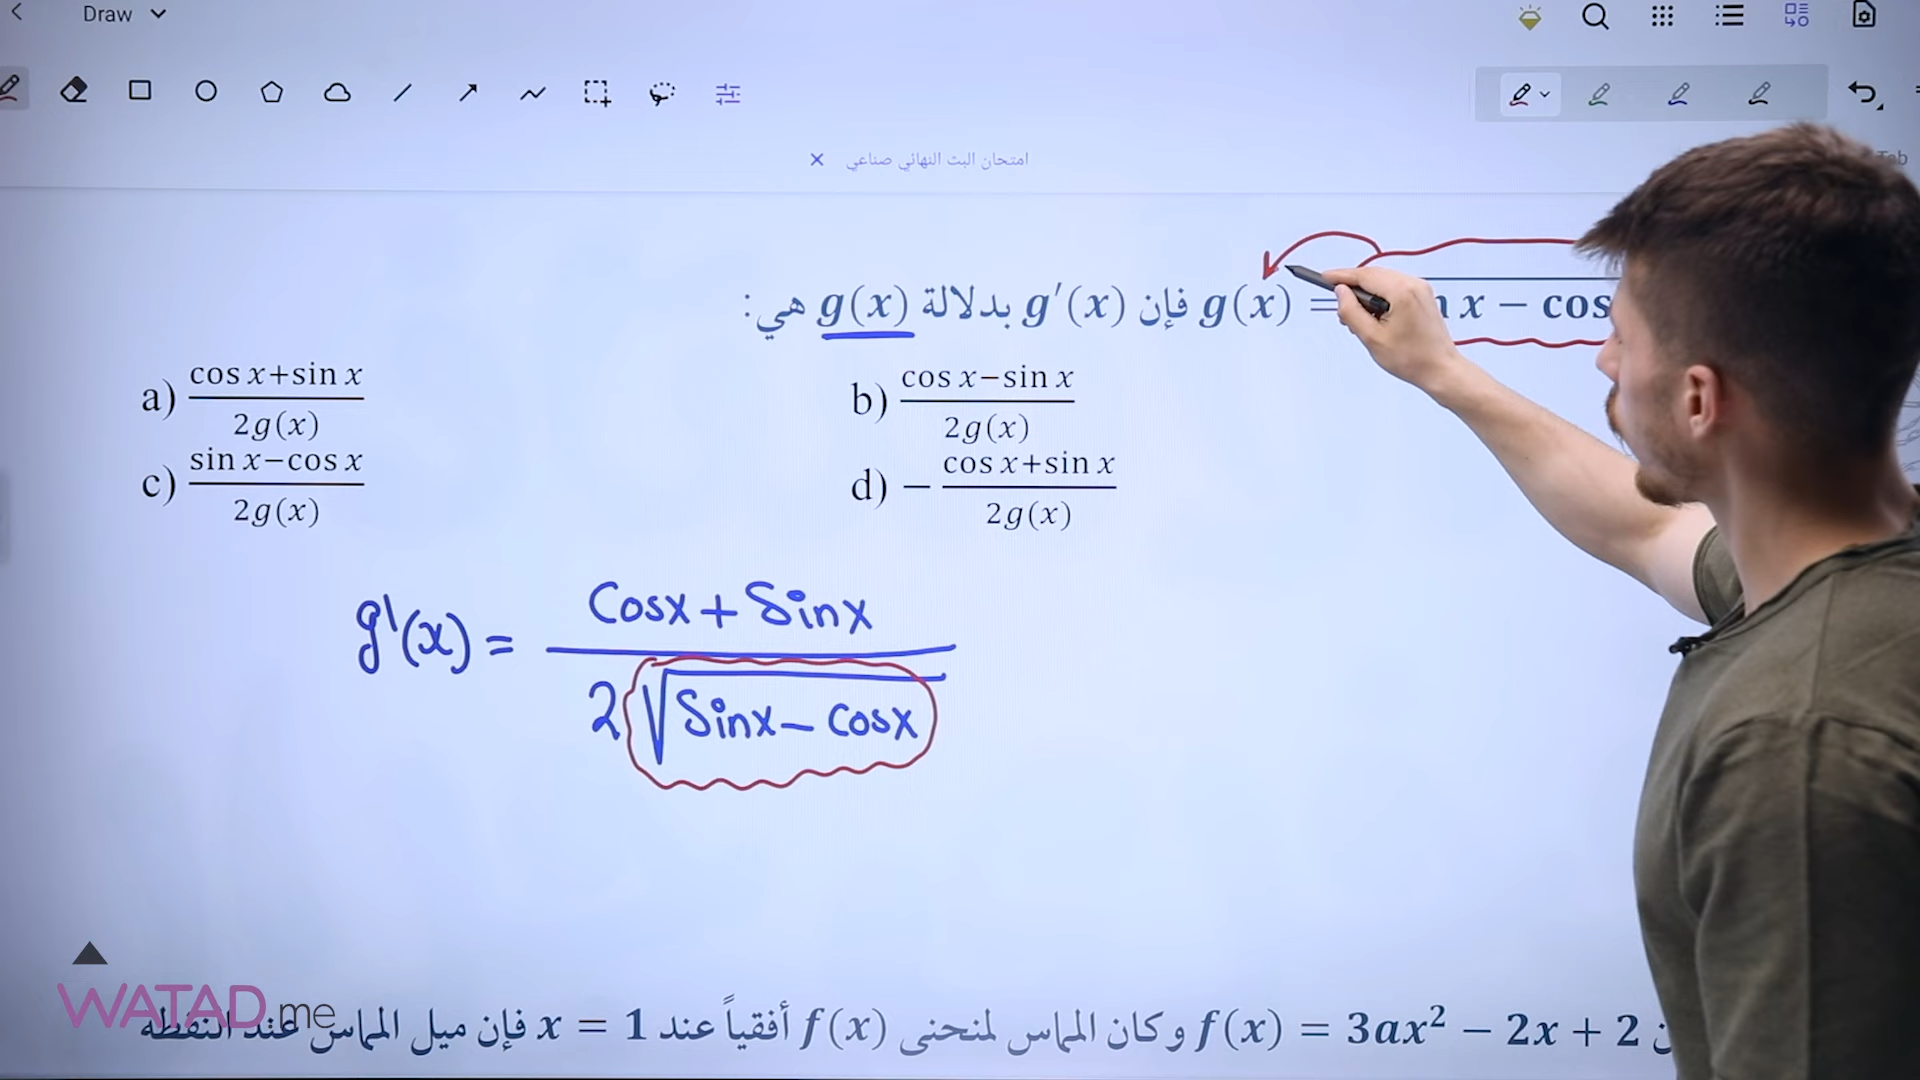 Draw
امتحان البث النهائي صناعي
g(x) = x − cos فإن g′(x) بدلالة g(x) هي:
a) cos x+sin x / 2g(x)
b) cos x−sin x / 2g(x)
c) sin x−cos x / 2g(x)
d) − cos x+sin x / 2g(x)
g'(x) = Cosx + Sinx / 2√Sinx − Cosx
f(x) = 3ax² − 2x + 2 وكان المماس لمنحنى f(x) أفقياً عند x = 1 فإن ميل المماس عند النقطة
WATAD.me